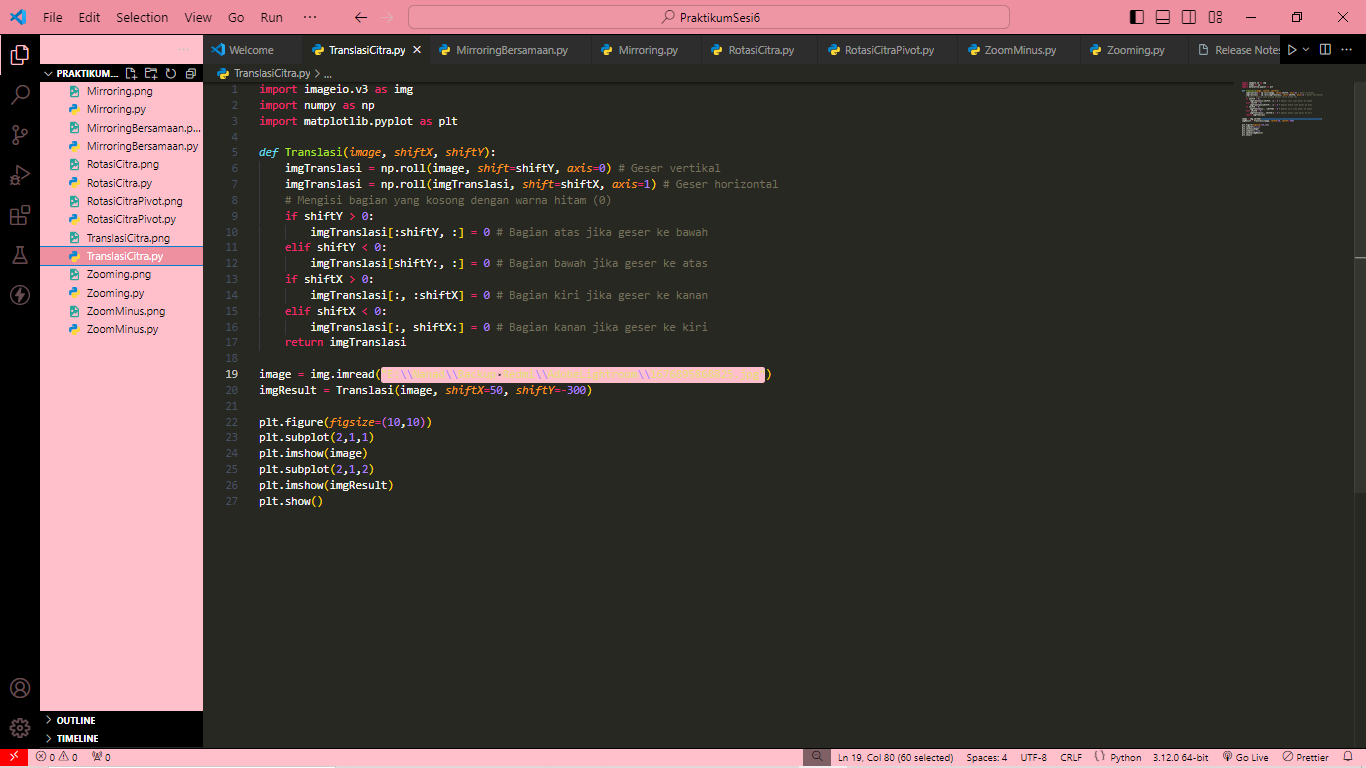 File Edit Selection View Go Run ··· PraktikumSesi6
Welcome TranslasiCitra.py MirroringBersamaan.py Mirroring.py RotasiCitra.py RotasiCitraPivot.py ZoomMinus.py Zooming.py Release Notes
PRAKTIKUM...
Mirroring.png
Mirroring.py
MirroringBersamaan.p...
MirroringBersamaan.py
RotasiCitra.png
RotasiCitra.py
RotasiCitraPivot.png
RotasiCitraPivot.py
TranslasiCitra.png
TranslasiCitra.py
Zooming.png
Zooming.py
ZoomMinus.png
ZoomMinus.py
OUTLINE
TIMELINE
TranslasiCitra.py > ...
1 import imageio.v3 as img
2 import numpy as np
3 import matplotlib.pyplot as plt
4
5 def Translasi(image, shiftX, shiftY):
6 imgTranslasi = np.roll(image, shift=shiftY, axis=0) # Geser vertikal
7 imgTranslasi = np.roll(imgTranslasi, shift=shiftX, axis=1) # Geser horizontal
8 # Mengisi bagian yang kosong dengan warna hitam (0)
9 if shiftY > 0:
10 imgTranslasi[:shiftY, :] = 0 # Bagian atas jika geser ke bawah
11 elif shiftY < 0:
12 imgTranslasi[shiftY:, :] = 0 # Bagian bawah jika geser ke atas
13 if shiftX > 0:
14 imgTranslasi[:, :shiftX] = 0 # Bagian kiri jika geser ke kanan
15 elif shiftX < 0:
16 imgTranslasi[:, shiftX:] = 0 # Bagian kanan jika geser ke kiri
17 return imgTranslasi
18
19 image = img.imread( \\ \\ \\ \\ )
20 imgResult = Translasi(image, shiftX=50, shiftY=-300)
21
22 plt.figure(figsize=(10,10))
23 plt.subplot(2,1,1)
24 plt.imshow(image)
25 plt.subplot(2,1,2)
26 plt.imshow(imgResult)
27 plt.show()
0 0 0 Ln 19, Col 80 (60 selected) Spaces: 4 UTF-8 CRLF Python 3.12.0 64-bit Go Live Prettier